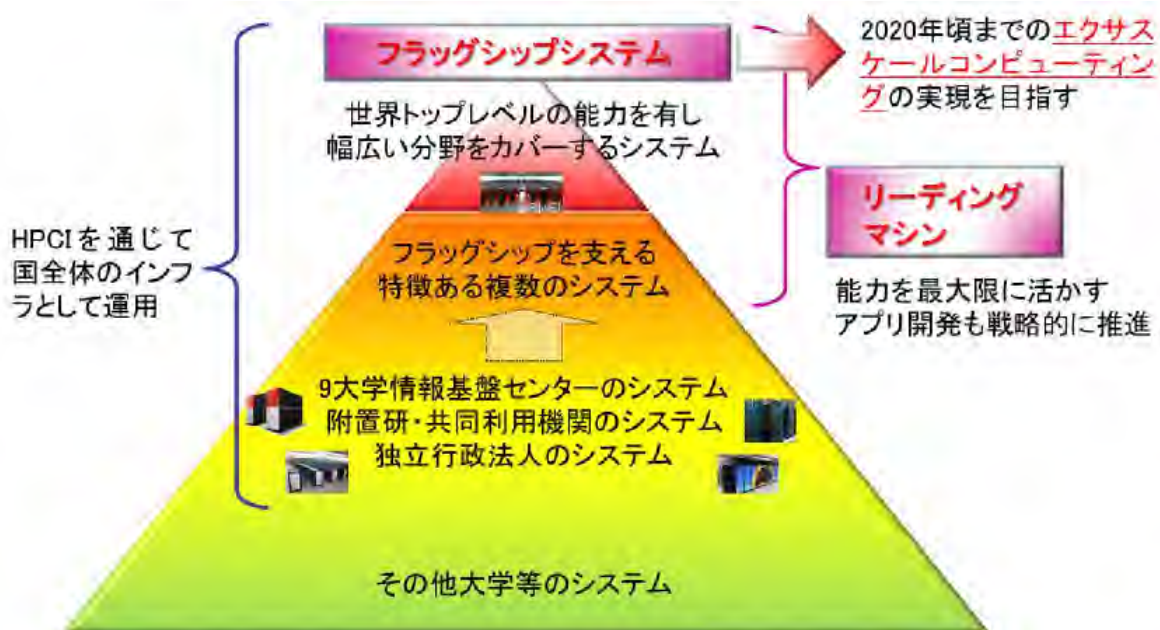 フラッグシップシステム
2020年頃までのエクサス
ケールコンピューティン
グの実現を目指す
世界トップレベルの能力を有し
幅広い分野をカバーするシステム
リーディング
マシン
HPCIを通じて
国全体のインフ
ラとして運用
フラッグシップを支える
特徴ある複数のシステム
能力を最大限に活かす
アプリ開発も戦略的に推進
9大学情報基盤センターのシステム
附置研・共同利用機関のシステム
独立行政法人のシステム
その他大学等のシステム